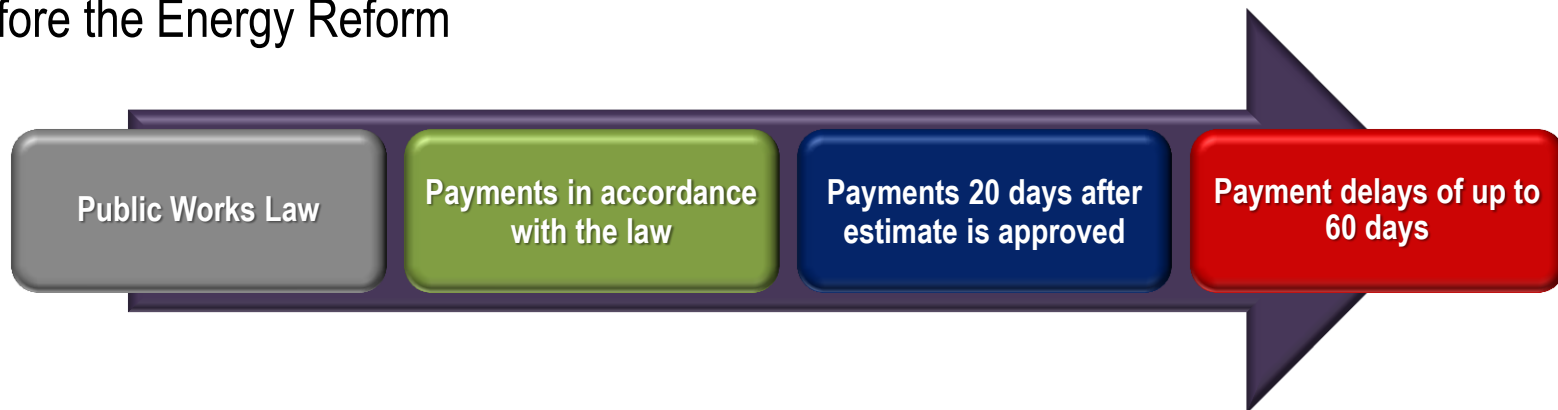 fore the Energy Reform
Public Works Law
Payments in accordance
with the law
Payments 20 days after
estimate is approved
Payment delays of up to
60 days